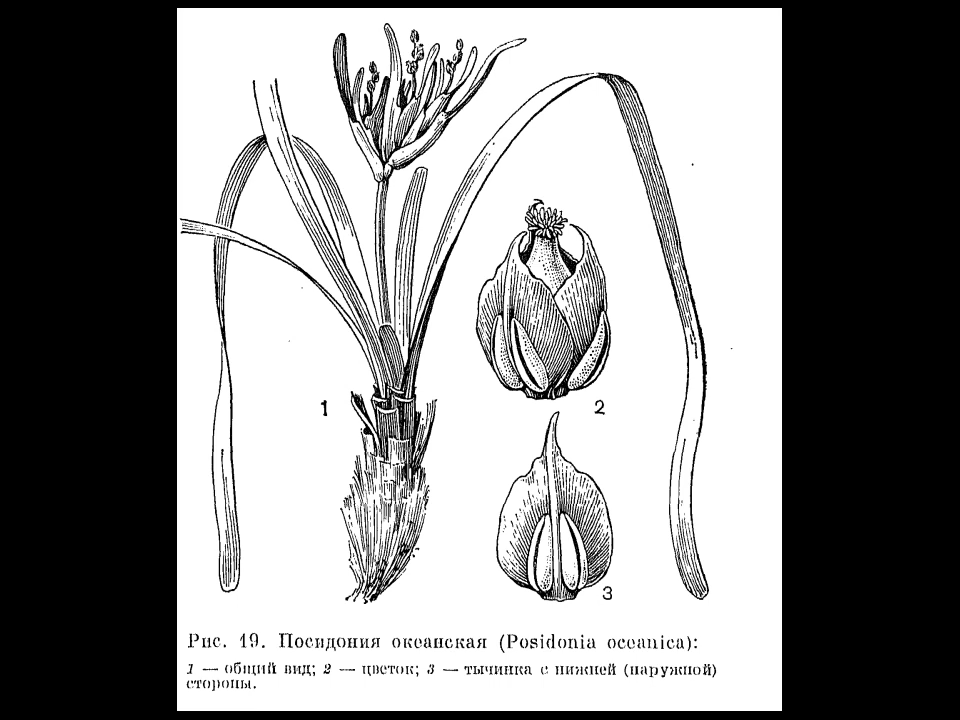 1
2
3
Рис. 19. Посидония океанская (Posidonia oceanica):
1 — общий вид; 2 — цветок; 3 — тычинка с нижней (наружной)
стороны.